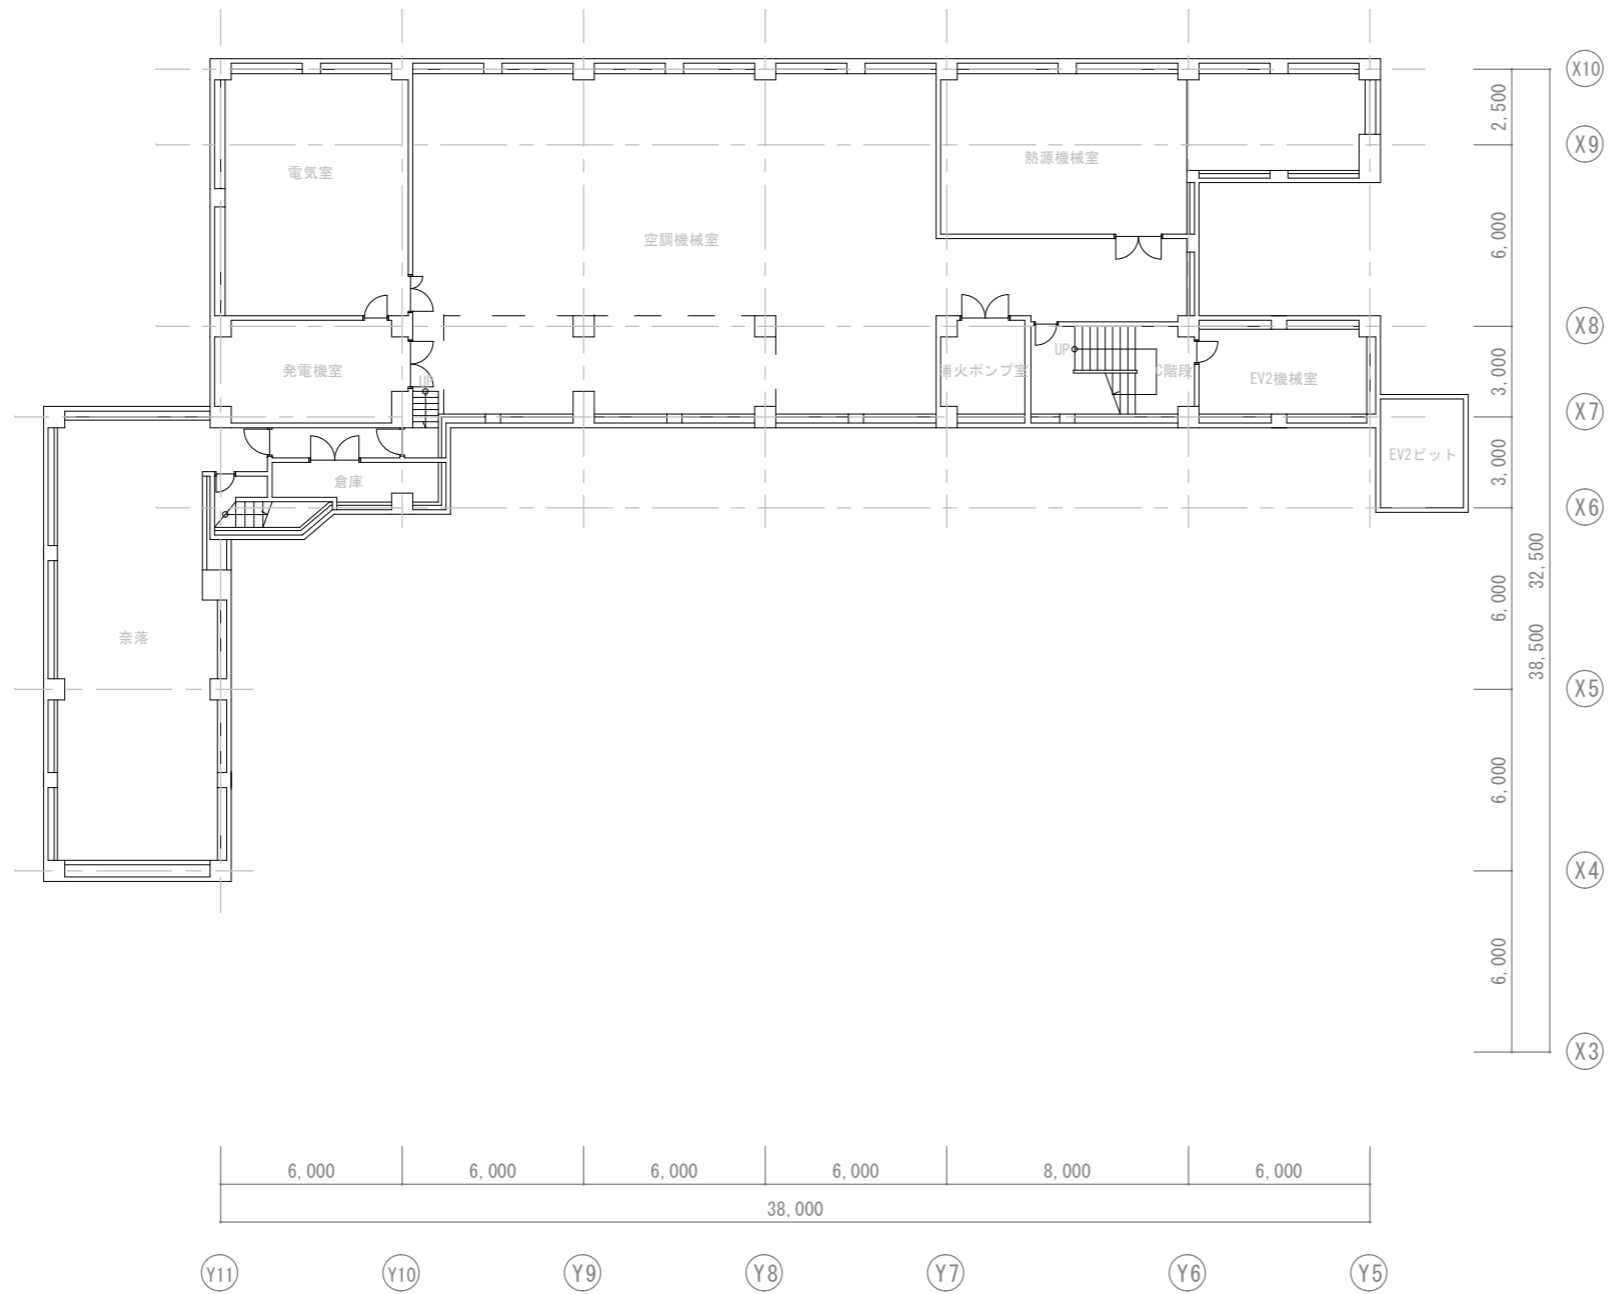 X10
2,500
X9
電気室
熱源機械室
空調機械室
6,000
X8
発電機室
UP
消火ポンプ室
UP
C階段
EV2機械室
3,000
X7
倉庫
EV2ピット
3,000
X6
32,500
奈落
6,000
38,500
X5
6,000
X4
6,000
X3
6,000
6,000
6,000
6,000
8,000
6,000
38,000
Y11
Y10
Y9
Y8
Y7
Y6
Y5